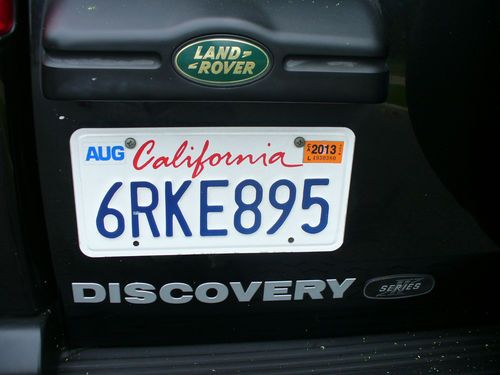 LAND
ROVER
AUG California 2013
6RKE895
DISCOVERY SERIES